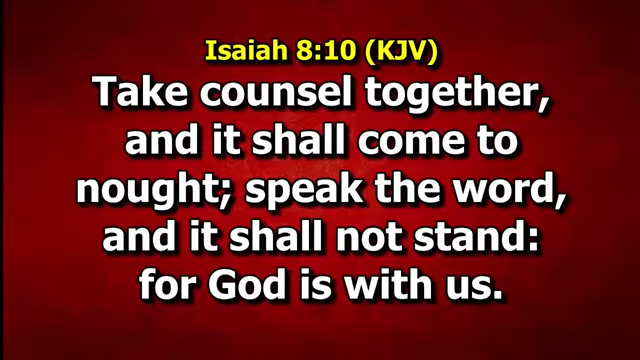 Isaiah 8:10 (KJV)
Take counsel together,
and it shall come to
nought; speak the word,
and it shall not stand:
for God is with us.